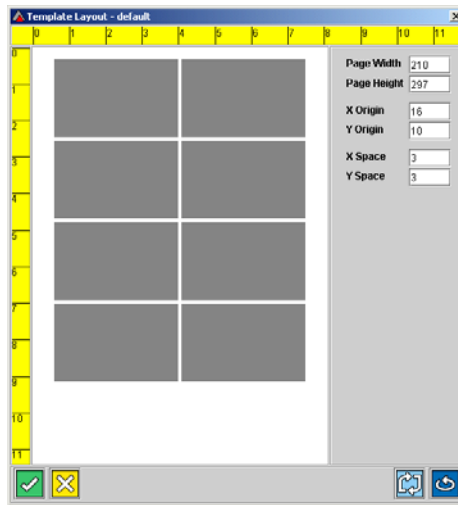 Template Layout - default
0 1 2 3 4 5 6 7 8 9 10 11
0
1
2
3
4
5
6
7
8
9
10
11
Page Width 210
Page Height 297
X Origin 16
Y Origin 10
X Space 3
Y Space 3